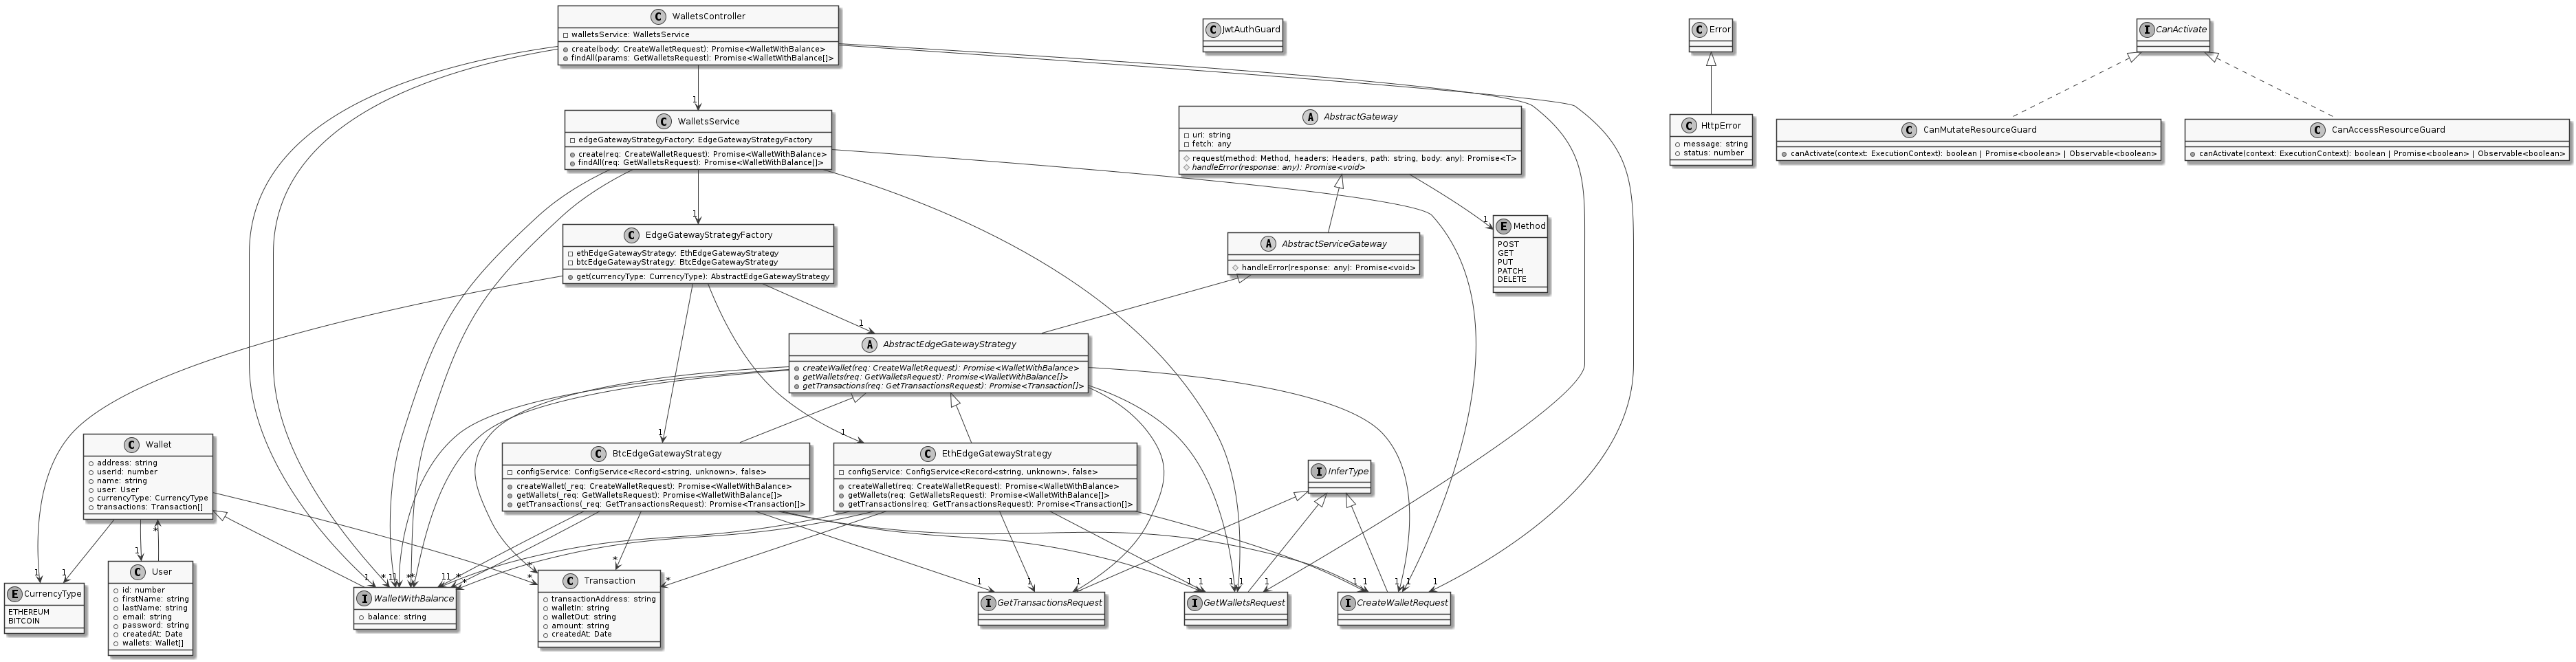 C WalletsController
walletsService: WalletsService
create(body: CreateWalletRequest): Promise<WalletWithBalance>
findAll(params: GetWalletsRequest): Promise<WalletWithBalance[]>
C JwtAuthGuard
C Error
I CanActivate
1
C WalletsService
edgeGatewayStrategyFactory: EdgeGatewayStrategyFactory
create(req: CreateWalletRequest): Promise<WalletWithBalance>
findAll(req: GetWalletsRequest): Promise<WalletWithBalance[]>
A AbstractGateway
uri: string
fetch: any
request(method: Method, headers: Headers, path: string, body: any): Promise<T>
handleError(response: any): Promise<void>
C HttpError
message: string
status: number
C CanMutateResourceGuard
canActivate(context: ExecutionContext): boolean | Promise<boolean> | Observable<boolean>
C CanAccessResourceGuard
canActivate(context: ExecutionContext): boolean | Promise<boolean> | Observable<boolean>
1
1
C EdgeGatewayStrategyFactory
ethEdgeGatewayStrategy: EthEdgeGatewayStrategy
btcEdgeGatewayStrategy: BtcEdgeGatewayStrategy
get(currencyType: CurrencyType): AbstractEdgeGatewayStrategy
A AbstractServiceGateway
handleError(response: any): Promise<void>
E Method
POST
GET
PUT
PATCH
DELETE
1
A AbstractEdgeGatewayStrategy
createWallet(req: CreateWalletRequest): Promise<WalletWithBalance>
getWallets(req: GetWalletsRequest): Promise<WalletWithBalance[]>
getTransactions(req: GetTransactionsRequest): Promise<Transaction[]>
1
1
C Wallet
address: string
userId: number
name: string
user: User
currencyType: CurrencyType
transactions: Transaction[]
C BtcEdgeGatewayStrategy
configService: ConfigService<Record<string, unknown>, false>
createWallet(_req: CreateWalletRequest): Promise<WalletWithBalance>
getWallets(_req: GetWalletsRequest): Promise<WalletWithBalance[]>
getTransactions(_req: GetTransactionsRequest): Promise<Transaction[]>
C EthEdgeGatewayStrategy
configService: ConfigService<Record<string, unknown>, false>
createWallet(req: CreateWalletRequest): Promise<WalletWithBalance>
getWallets(req: GetWalletsRequest): Promise<WalletWithBalance[]>
getTransactions(req: GetTransactionsRequest): Promise<Transaction[]>
I InferType
*
1
* * *
1 1 1 * 11 * * 11 * * 1 1 1 1 1 1 1 1 1 1 1 1
E CurrencyType
ETHEREUM
BITCOIN
C User
id: number
firstName: string
lastName: string
email: string
password: string
createdAt: Date
wallets: Wallet[]
I WalletWithBalance
balance: string
C Transaction
transactionAddress: string
walletIn: string
walletOut: string
amount: string
createdAt: Date
I GetTransactionsRequest
I GetWalletsRequest
I CreateWalletRequest